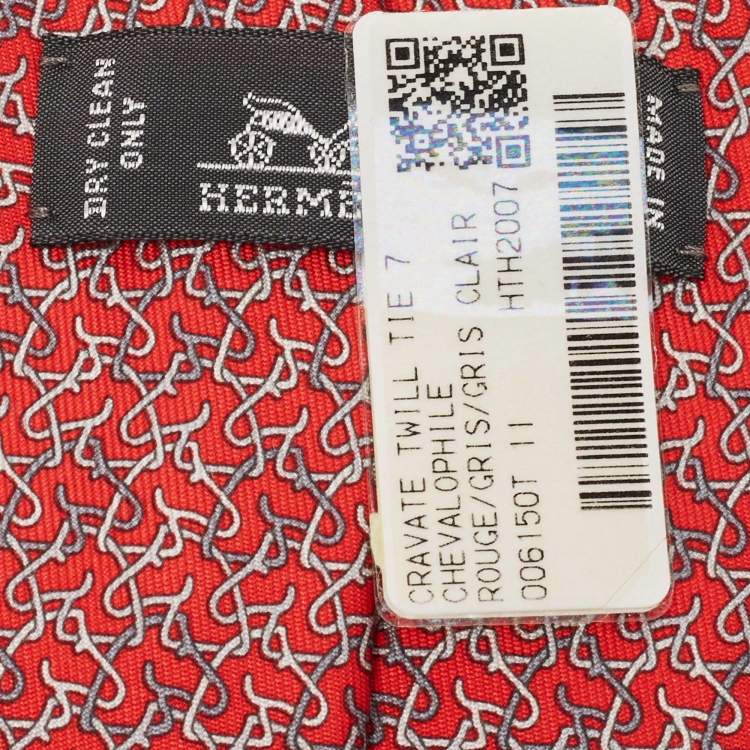 DRY CLEAN
ONLY
HERME
MADE IN
CRAVATE TWILL TIE 7
CHEVALOPHILE
ROUGE/GRIS/GRIS CLAIR
006150T 11 HTH2007